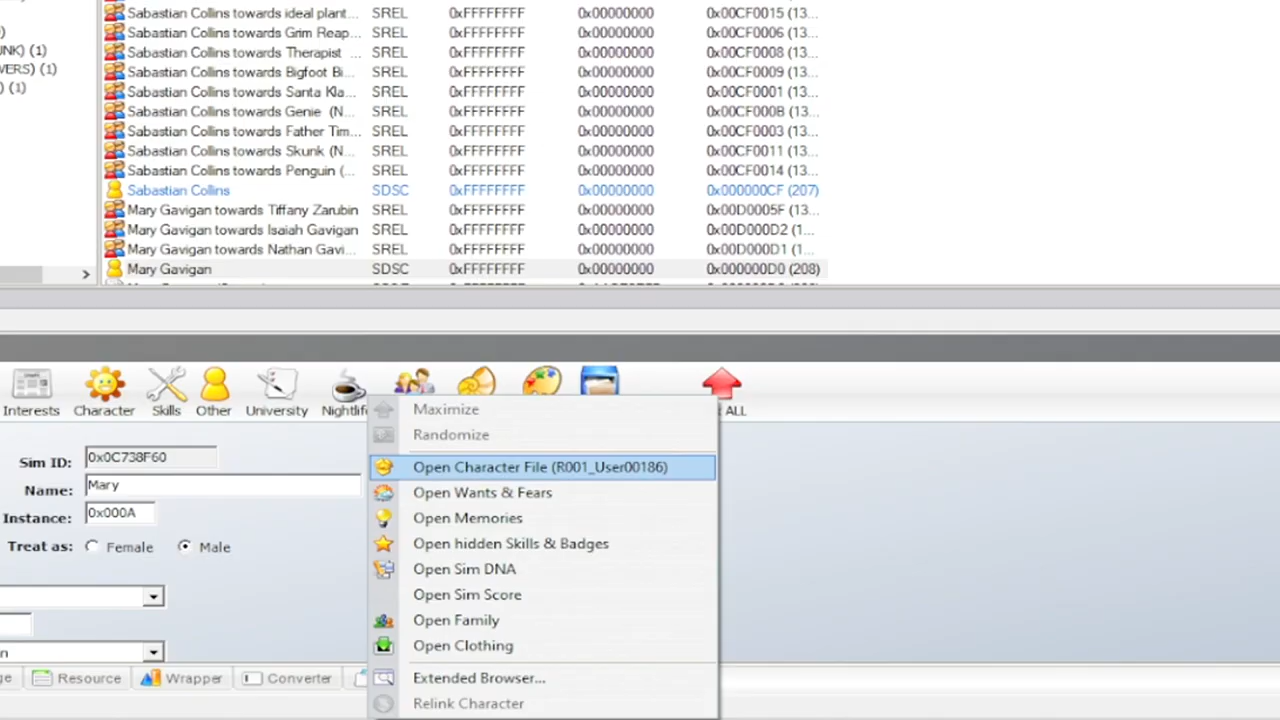 Sabastian Collins towards ideal plant... SREL 0xFFFFFFFF 0x00000000 0x00CF0015 (13...
Sabastian Collins towards Grim Reap... SREL 0xFFFFFFFF 0x00000000 0x00CF0006 (13...
UNK) (1) Sabastian Collins towards Therapist ... SREL 0xFFFFFFFF 0x00000000 0x00CF0008 (13...
WERS) (1) Sabastian Collins towards Bigfoot Bi... SREL 0xFFFFFFFF 0x00000000 0x00CF0009 (13...
) (1) Sabastian Collins towards Santa Kla... SREL 0xFFFFFFFF 0x00000000 0x00CF0001 (13...
Sabastian Collins towards Genie (N... SREL 0xFFFFFFFF 0x00000000 0x00CF000B (13...
Sabastian Collins towards Father Tim... SREL 0xFFFFFFFF 0x00000000 0x00CF0003 (13...
Sabastian Collins towards Skunk (N... SREL 0xFFFFFFFF 0x00000000 0x00CF0011 (13...
Sabastian Collins towards Penguin (... SREL 0xFFFFFFFF 0x00000000 0x00CF0014 (13...
Sabastian Collins SDSC 0xFFFFFFFF 0x00000000 0x000000CF (207)
Mary Gavigan towards Tiffany Zarubin SREL 0xFFFFFFFF 0x00000000 0x00D0005F (13...
Mary Gavigan towards Isaiah Gavigan SREL 0xFFFFFFFF 0x00000000 0x00D000D2 (1...
Mary Gavigan towards Nathan Gavi... SREL 0xFFFFFFFF 0x00000000 0x00D000D1 (1...
Mary Gavigan SDSC 0xFFFFFFFF 0x00000000 0x000000D0 (208)
Interests Character Skills Other University Nightlif ALL
Sim ID: 0x0C738F60
Name: Mary
Instance: 0x000A
Treat as: Female Male
Maximize
Randomize
Open Character File (R001_User00186)
Open Wants & Fears
Open Memories
Open hidden Skills & Badges
Open Sim DNA
Open Sim Score
Open Family
Open Clothing
Extended Browser...
Relink Character
Resource Wrapper Converter